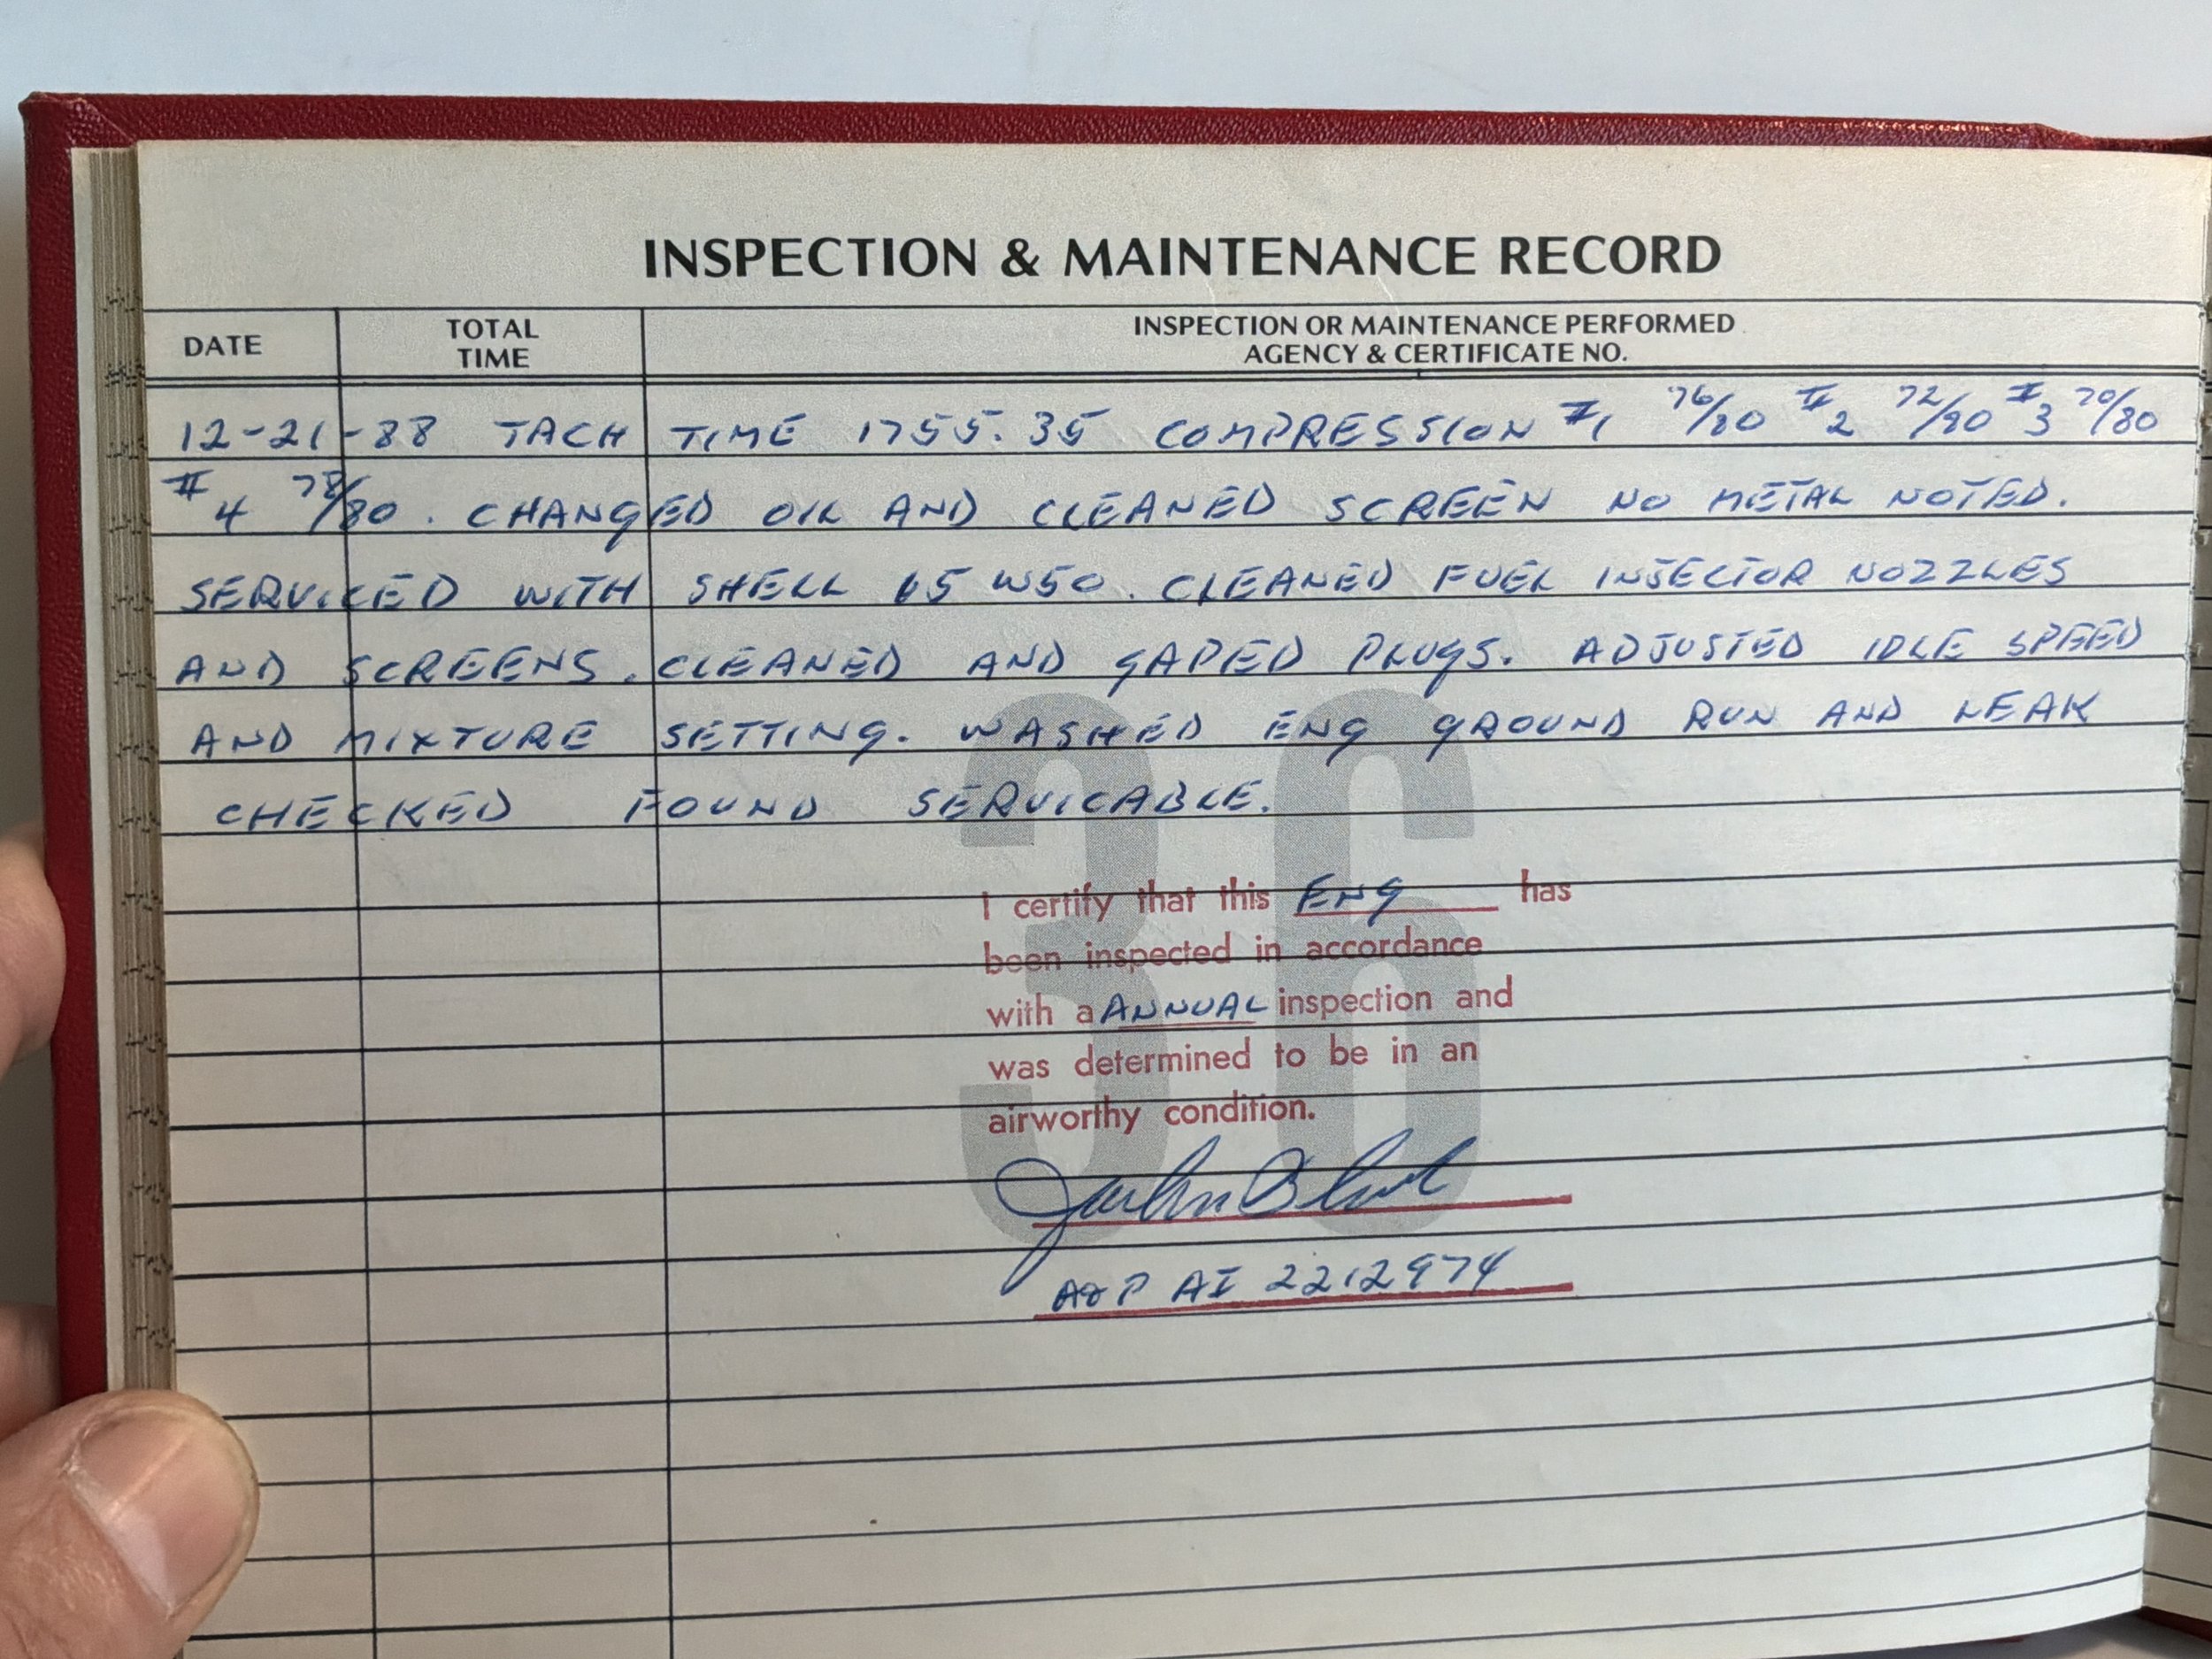 INSPECTION & MAINTENANCE RECORD
DATE
TOTAL
TIME
INSPECTION OR MAINTENANCE PERFORMED
AGENCY & CERTIFICATE NO.
12-21-88 TACH TIME 1755.35 COMPRESSION #1 76/80 #2 72/80 #3 70/80
#4 78/80. CHANGED OIL AND CLEANED SCREEN NO METAL NOTED.
SERVICED WITH SHELL 65 W50. CLEANED FUEL INJECTOR NOZZLES
AND SCREENS. CLEANED AND GAPED PLUGS. ADJUSTED IDLE SPEED
AND MIXTURE SETTING. WASHED ENG GROUND RUN AND LEAK
CHECKED FOUND SERVICABLE.
36
I certify that this ENG has
been inspected in accordance
with a ANNUAL inspection and
was determined to be in an
airworthy condition.
A&P AI 2212974